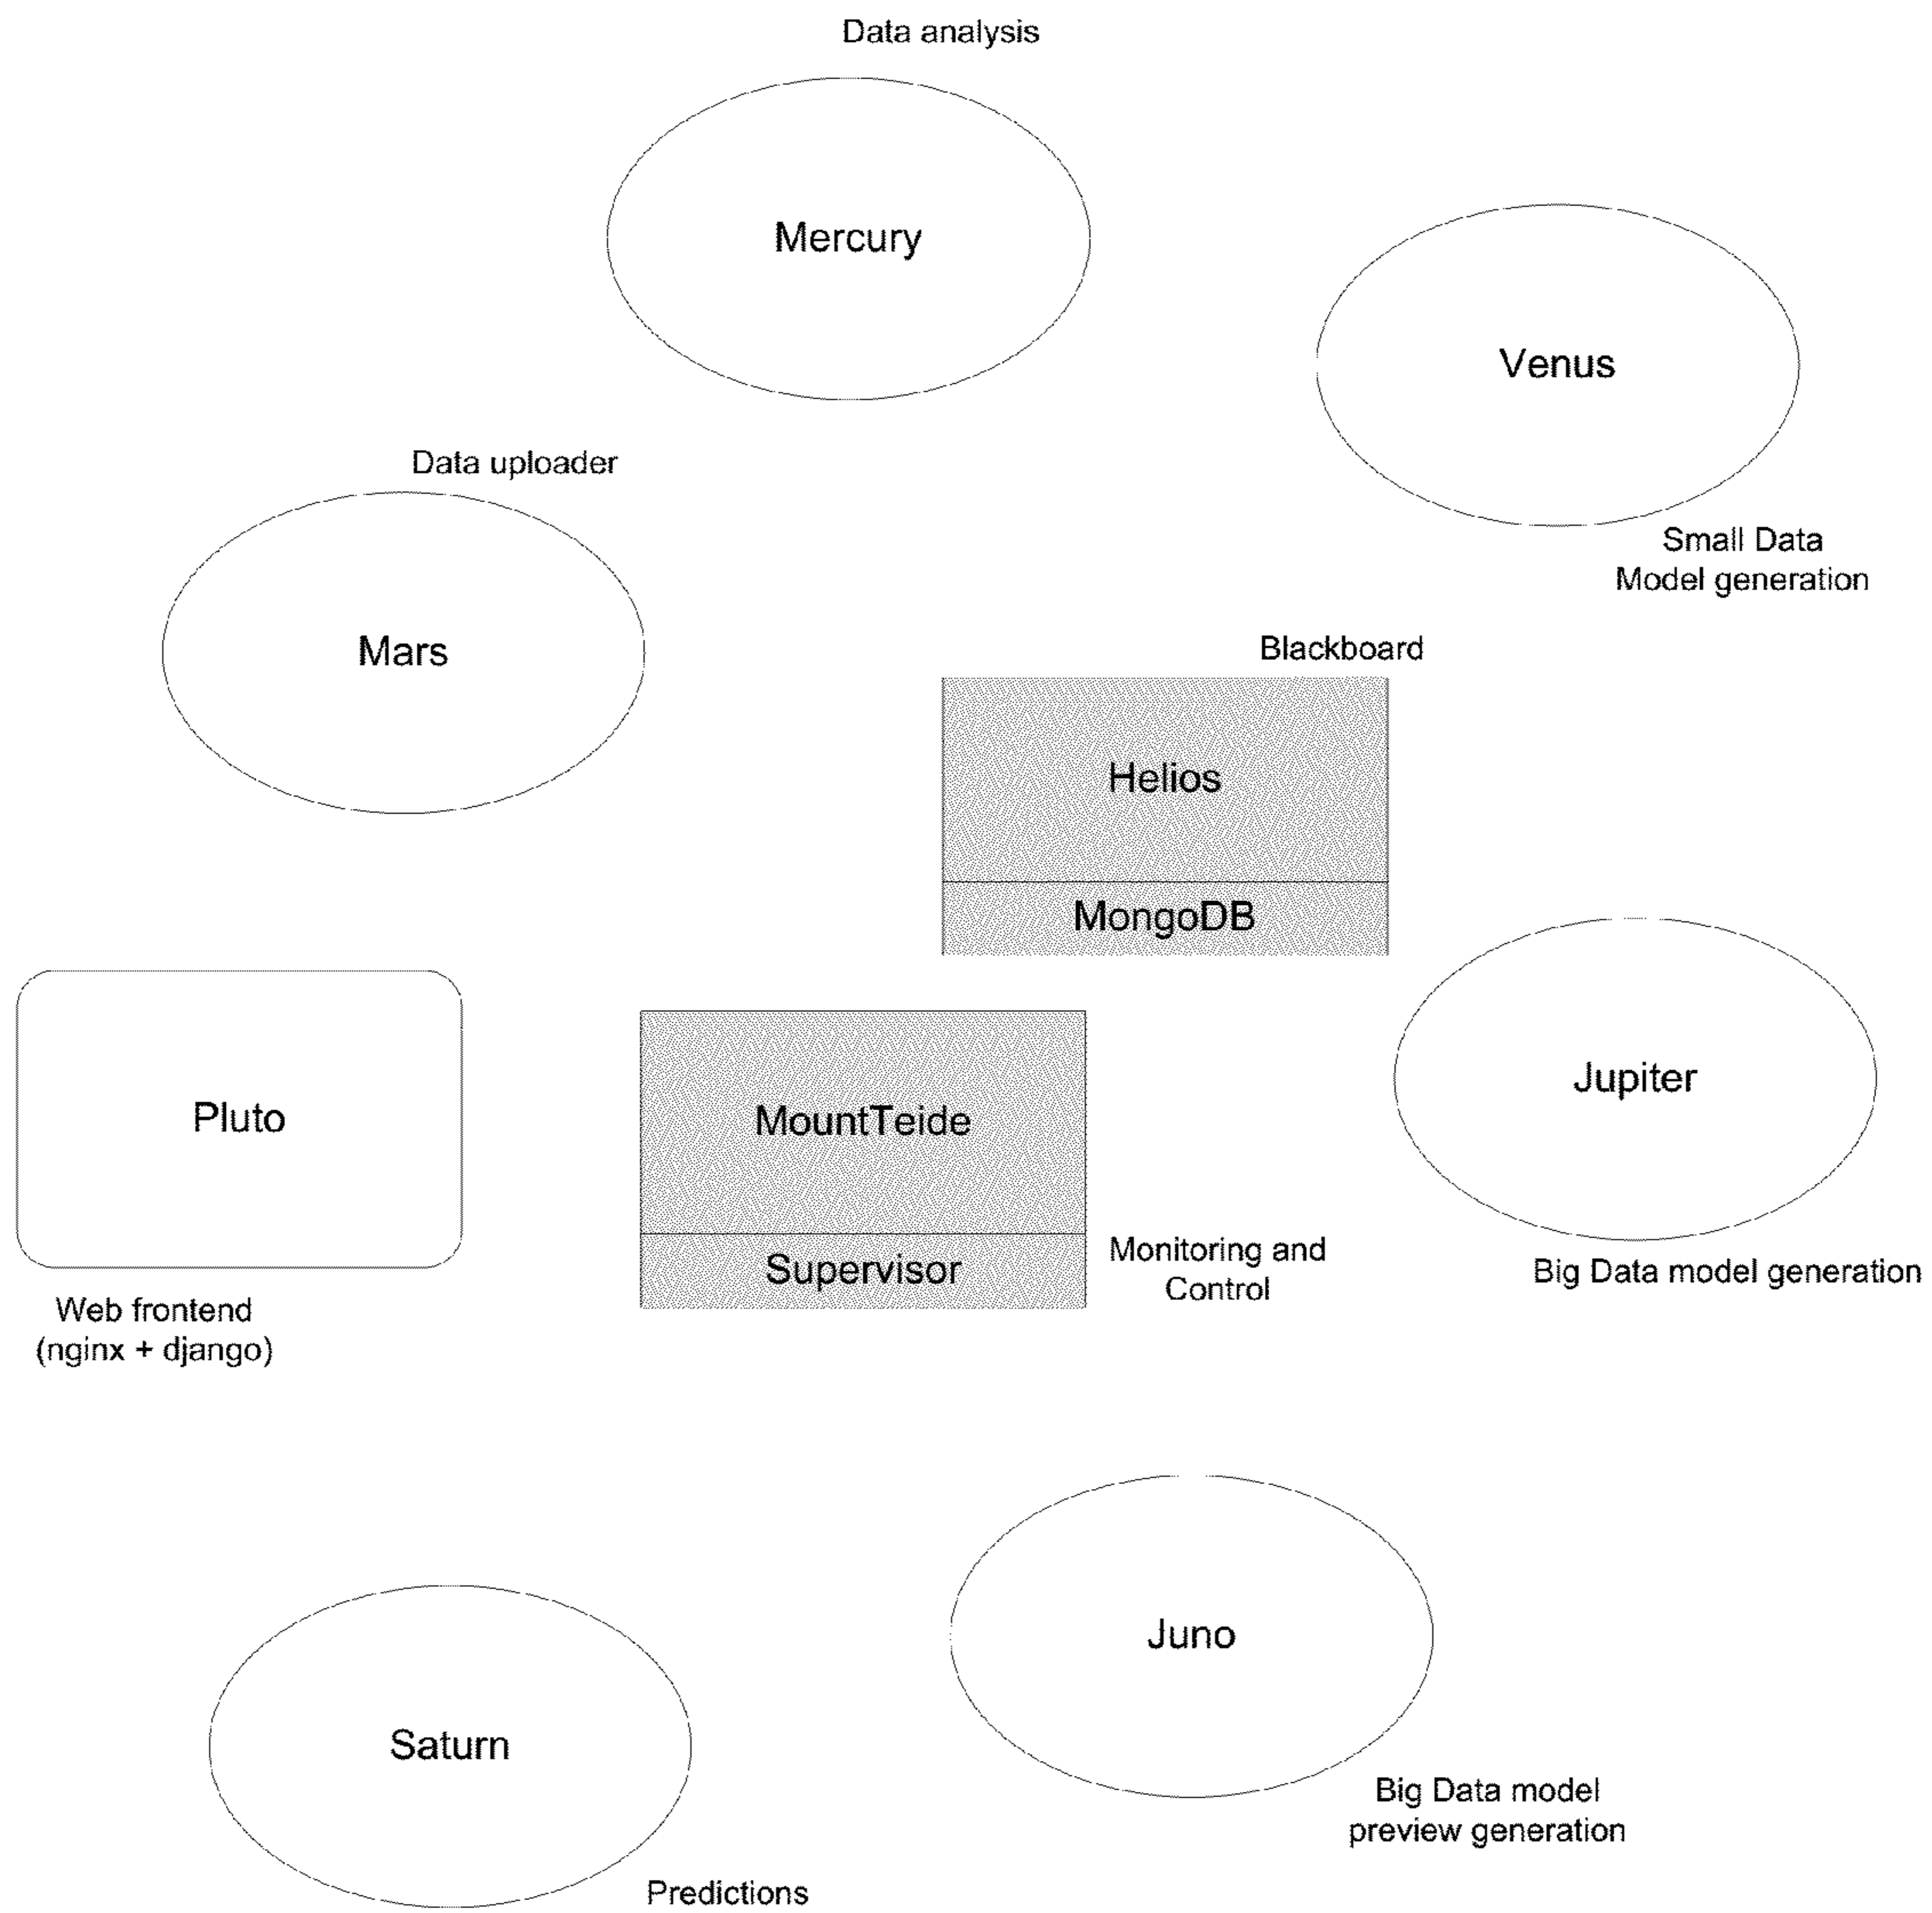 Data analysis
Mercury
Venus
Small Data
Model generation
Data uploader
Mars
Blackboard
Helios
MongoDB
Jupiter
Big Data model generation
Pluto
Web frontend
(nginx + django)
MountTeide
Supervisor
Monitoring and
Control
Juno
Big Data model
preview generation
Saturn
Predictions